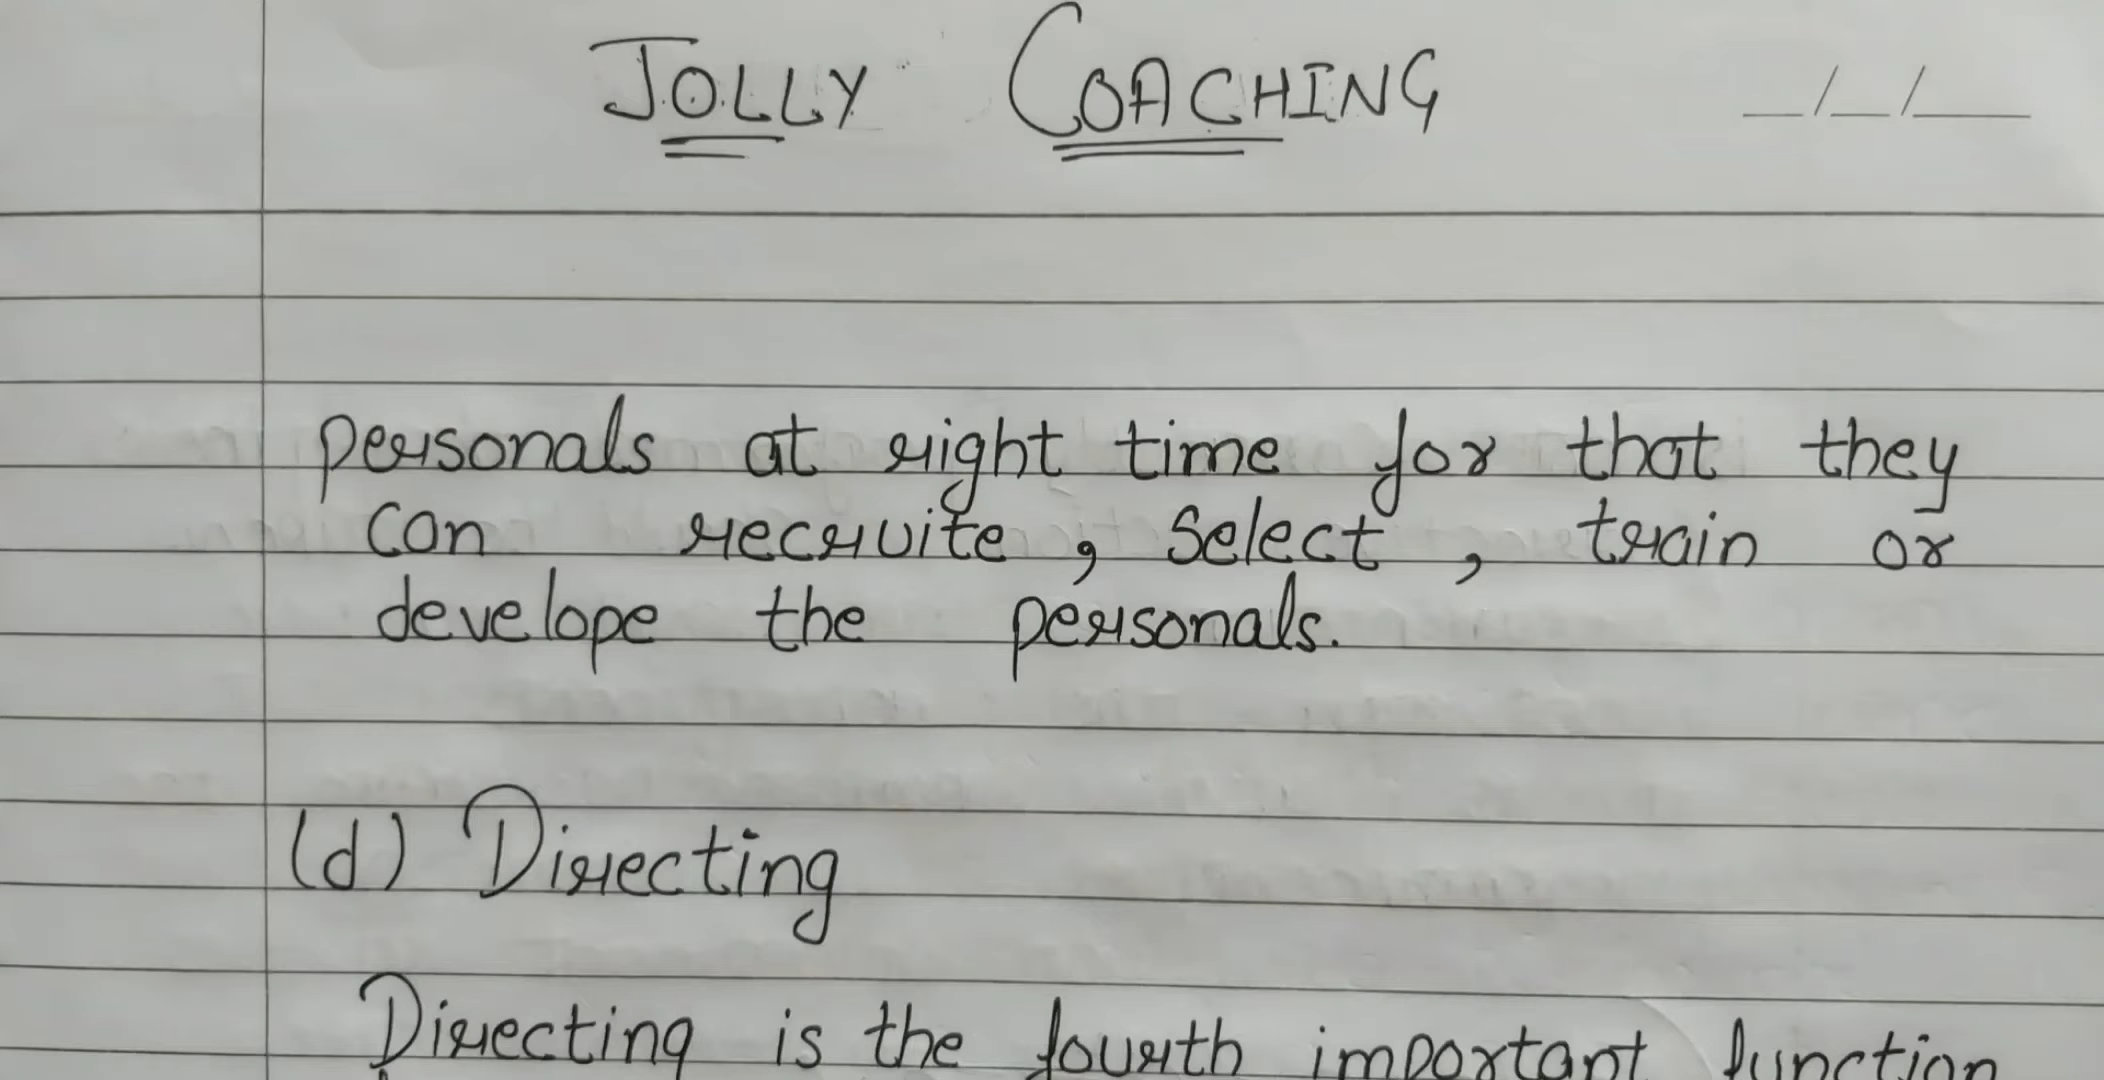 JOLLY COACHING __/__/____
personals at right time for that they
can recruite, Select, train or
develope the personals.
(d) Directing
Directing is the fourth important function